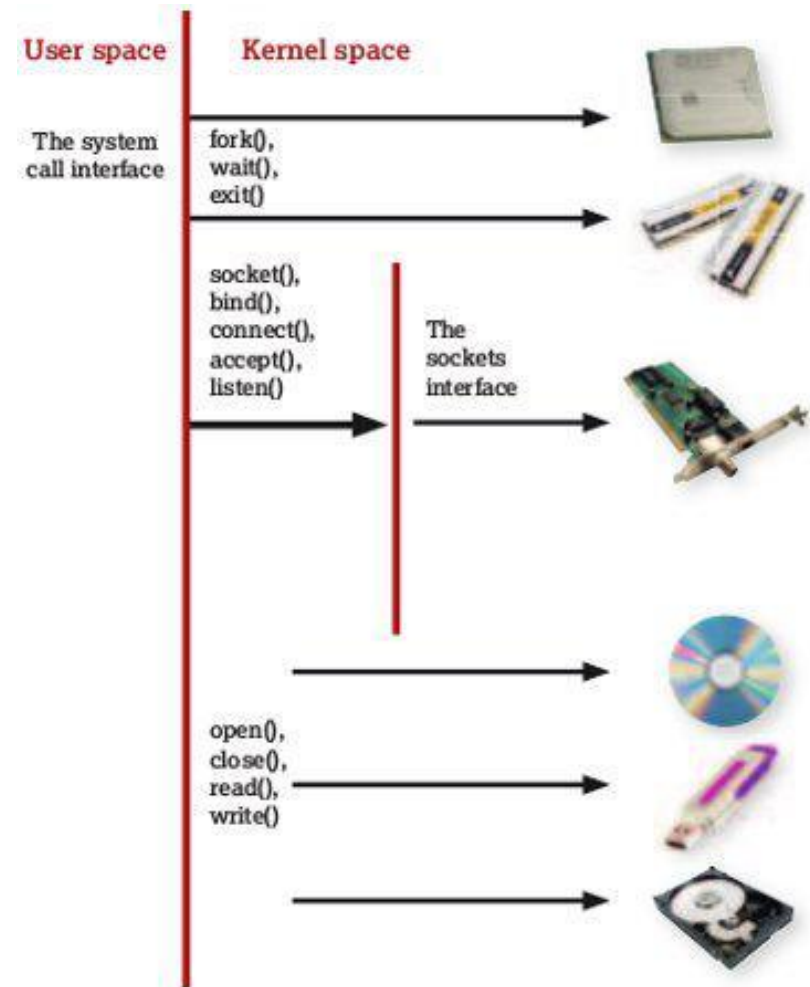 User space
Kernel space
The system
call interface
fork(),
wait(),
exit()
socket(),
bind(),
connect(),
accept(),
listen()
The
sockets
interface
open(),
close(),
read(),
write()